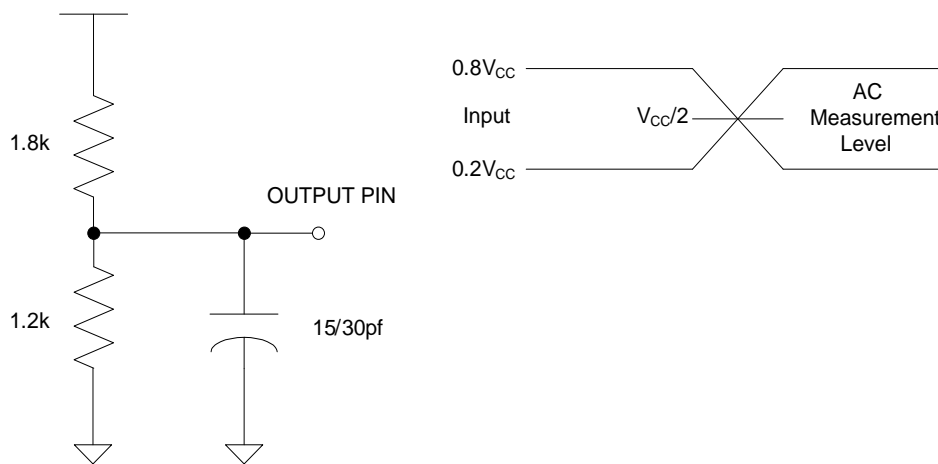 1.8k
OUTPUT PIN
1.2k
15/30pf
0.8VCC
Input
VCC/2
0.2VCC
AC
Measurement
Level